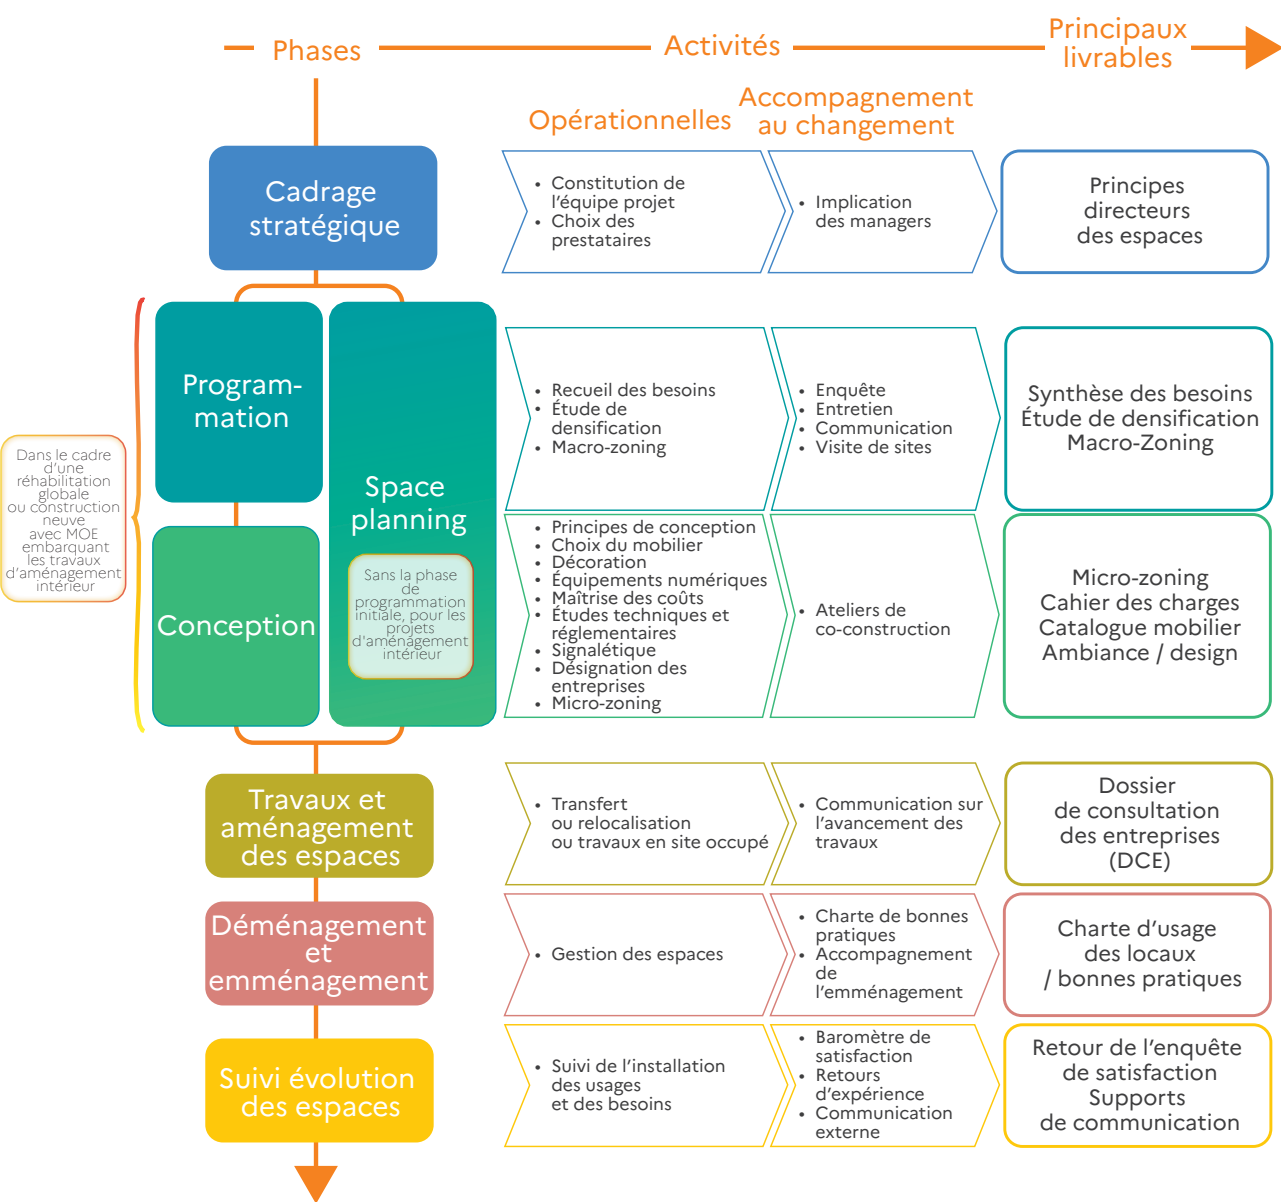 Phases
Activités
Principaux
livrables
Opérationnelles
Accompagnement
au changement
Cadrage
stratégique
• Constitution de
l'équipe projet
• Choix des
prestataires
• Implication
des managers
Principes
directeurs
des espaces
Dans le cadre
d'une
réhabilitation
globale
ou construction
neuve
avec MOE
embarquant
les travaux
d'aménagement
intérieur
Program-
mation
Space
planning
Sans la phase
de
programmation
initiale, pour les
projets
d'aménagement
intérieur
• Recueil des besoins
• Étude de
densification
• Macro-zoning
• Enquête
• Entretien
• Communication
• Visite de sites
Synthèse des besoins
Étude de densification
Macro-Zoning
Conception
• Principes de conception
• Choix du mobilier
• Décoration
• Équipements numériques
• Maîtrise des coûts
• Études techniques et
réglementaires
• Signalétique
• Désignation des
entreprises
• Micro-zoning
• Ateliers de
co-construction
Micro-zoning
Cahier des charges
Catalogue mobilier
Ambiance / design
Travaux et
aménagement
des espaces
• Transfert
ou relocalisation
ou travaux en site occupé
• Communication sur
l'avancement des
travaux
Dossier
de consultation
des entreprises
(DCE)
Déménagement
et
emménagement
• Gestion des espaces
• Charte de bonnes
pratiques
• Accompagnement
de
l'emménagement
Charte d'usage
des locaux
/ bonnes pratiques
Suivi évolution
des espaces
• Suivi de l'installation
des usages
et des besoins
• Baromètre de
satisfaction
• Retours
d'expérience
• Communication
externe
Retour de l'enquête
de satisfaction
Supports
de communication